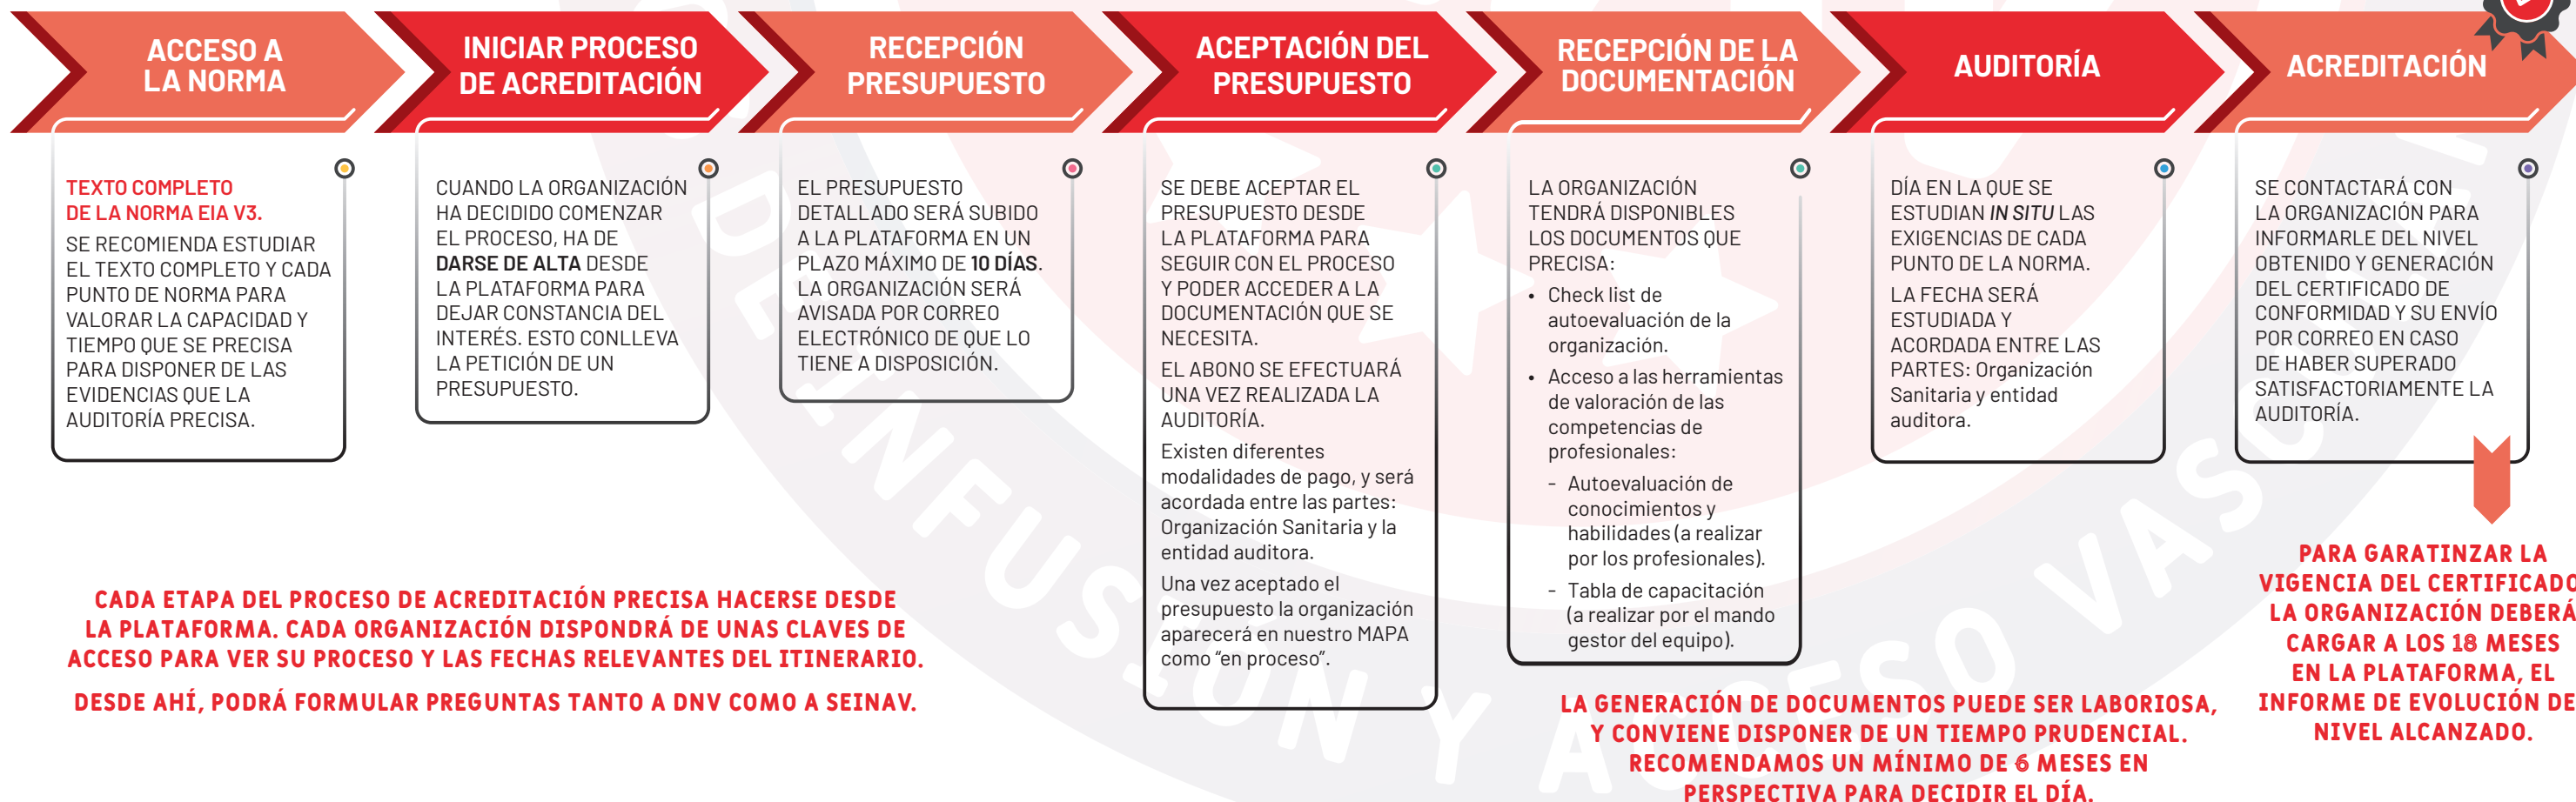 ACCESO A
LA NORMA
TEXTO COMPLETO
DE LA NORMA EIA V3.
SE RECOMIENDA ESTUDIAR
EL TEXTO COMPLETO Y CADA
PUNTO DE NORMA PARA
VALORAR LA CAPACIDAD Y
TIEMPO QUE SE PRECISA
PARA DISPONER DE LAS
EVIDENCIAS QUE LA
AUDITORÍA PRECISA.
INICIAR PROCESO
DE ACREDITACIÓN
CUANDO LA ORGANIZACIÓN
HA DECIDIDO COMENZAR
EL PROCESO, HA DE
DARSE DE ALTA DESDE
LA PLATAFORMA PARA
DEJAR CONSTANCIA DEL
INTERÉS. ESTO CONLLEVA
LA PETICIÓN DE UN
PRESUPUESTO.
RECEPCIÓN
PRESUPUESTO
EL PRESUPUESTO
DETALLADO SERÁ SUBIDO
A LA PLATAFORMA EN UN
PLAZO MÁXIMO DE 10 DÍAS.
LA ORGANIZACIÓN SERÁ
AVISADA POR CORREO
ELECTRÓNICO DE QUE LO
TIENE A DISPOSICIÓN.
ACEPTACIÓN DEL
PRESUPUESTO
SE DEBE ACEPTAR EL
PRESUPUESTO DESDE
LA PLATAFORMA PARA
SEGUIR CON EL PROCESO
Y PODER ACCEDER A LA
DOCUMENTACIÓN QUE SE
NECESITA.
EL ABONO SE EFECTUARÁ
UNA VEZ REALIZADA LA
AUDITORÍA.
Existen diferentes
modalidades de pago, y será
acordada entre las partes:
Organización Sanitaria y la
entidad auditora.
Una vez aceptado el
presupuesto la organización
aparecerá en nuestro MAPA
como “en proceso”.
RECEPCIÓN DE LA
DOCUMENTACIÓN
LA ORGANIZACIÓN
TENDRÁ DISPONIBLES
LOS DOCUMENTOS QUE
PRECISA:
• Check list de
autoevaluación de la
organización.
• Acceso a las herramientas
de valoración de las
competencias de
profesionales:
- Autoevaluación de
conocimientos y
habilidades (a realizar
por los profesionales).
- Tabla de capacitación
(a realizar por el mando
gestor del equipo).
AUDITORÍA
DÍA EN LA QUE SE
ESTUDIAN IN SITU LAS
EXIGENCIAS DE CADA
PUNTO DE LA NORMA.
LA FECHA SERÁ
ESTUDIADA Y
ACORDADA ENTRE LAS
PARTES: Organización
Sanitaria y entidad
auditora.
ACREDITACIÓN
SE CONTACTARÁ CON
LA ORGANIZACIÓN PARA
INFORMARLE DEL NIVEL
OBTENIDO Y GENERACIÓN
DEL CERTIFICADO DE
CONFORMIDAD Y SU ENVÍO
POR CORREO EN CASO
DE HABER SUPERADO
SATISFACTORIAMENTE LA
AUDITORÍA.
CADA ETAPA DEL PROCESO DE ACREDITACIÓN PRECISA HACERSE DESDE
LA PLATAFORMA. CADA ORGANIZACIÓN DISPONDRÁ DE UNAS CLAVES DE
ACCESO PARA VER SU PROCESO Y LAS FECHAS RELEVANTES DEL ITINERARIO.
DESDE AHÍ, PODRÁ FORMULAR PREGUNTAS TANTO A DNV COMO A SEINAV.
LA GENERACIÓN DE DOCUMENTOS PUEDE SER LABORIOSA,
Y CONVIENE DISPONER DE UN TIEMPO PRUDENCIAL.
RECOMENDAMOS UN MÍNIMO DE 6 MESES EN
PERSPECTIVA PARA DECIDIR EL DÍA.
PARA GARATINZAR LA
VIGENCIA DEL CERTIFICADO
LA ORGANIZACIÓN DEBERÁ
CARGAR A LOS 18 MESES
EN LA PLATAFORMA, EL
INFORME DE EVOLUCIÓN DE
NIVEL ALCANZADO.
DE INFUSIÓN Y ACCESO VAS